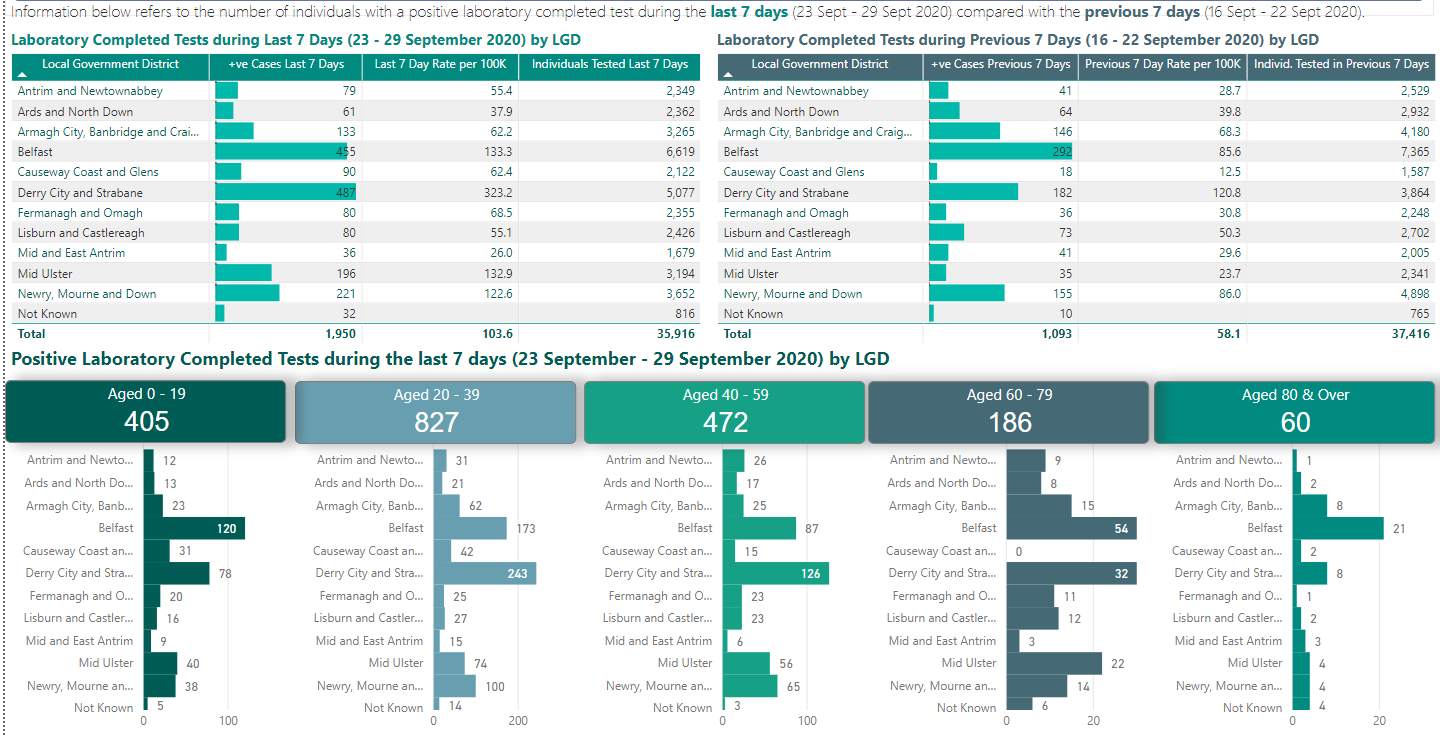 Information below refers to the number of individuals with a positive laboratory completed test during the last 7 days (23 Sept - 29 Sept 2020) compared with the previous 7 days (16 Sept - 22 Sept 2020).
Laboratory Completed Tests during Last 7 Days (23 - 29 September 2020) by LGD
Local Government District +ve Cases Last 7 Days Last 7 Day Rate per 100K Individuals Tested Last 7 Days
Antrim and Newtownabbey 79 55.4 2,349
Ards and North Down 61 37.9 2,362
Armagh City, Banbridge and Crai... 133 62.2 3,265
Belfast 455 133.3 6,619
Causeway Coast and Glens 90 62.4 2,122
Derry City and Strabane 487 323.2 5,077
Fermanagh and Omagh 80 68.5 2,355
Lisburn and Castlereagh 80 55.1 2,426
Mid and East Antrim 36 26.0 1,679
Mid Ulster 196 132.9 3,194
Newry, Mourne and Down 221 122.6 3,652
Not Known 32 816
Total 1,950 103.6 35,916
Laboratory Completed Tests during Previous 7 Days (16 - 22 September 2020) by LGD
Local Government District +ve Cases Previous 7 Days Previous 7 Day Rate per 100K Individ. Tested in Previous 7 Days
Antrim and Newtownabbey 41 28.7 2,529
Ards and North Down 64 39.8 2,932
Armagh City, Banbridge and Craig... 146 68.3 4,180
Belfast 292 85.6 7,365
Causeway Coast and Glens 18 12.5 1,587
Derry City and Strabane 182 120.8 3,864
Fermanagh and Omagh 36 30.8 2,248
Lisburn and Castlereagh 73 50.3 2,702
Mid and East Antrim 41 29.6 2,005
Mid Ulster 35 23.7 2,341
Newry, Mourne and Down 155 86.0 4,898
Not Known 10 765
Total 1,093 58.1 37,416
Positive Laboratory Completed Tests during the last 7 days (23 September - 29 September 2020) by LGD
Aged 0 - 19
405
Antrim and Newto... 12
Ards and North Do... 13
Armagh City, Banb... 23
Belfast 120
Causeway Coast an... 31
Derry City and Stra... 78
Fermanagh and O... 20
Lisburn and Castler... 16
Mid and East Antrim 9
Mid Ulster 40
Newry, Mourne an... 38
Not Known 5
0 100
Aged 20 - 39
827
Antrim and Newto... 31
Ards and North Do... 21
Armagh City, Banb... 62
Belfast 173
Causeway Coast an... 42
Derry City and Stra... 243
Fermanagh and O... 25
Lisburn and Castler... 27
Mid and East Antrim 15
Mid Ulster 74
Newry, Mourne an... 100
Not Known 14
0 200
Aged 40 - 59
472
Antrim and Newto... 26
Ards and North Do... 17
Armagh City, Banb... 25
Belfast 87
Causeway Coast an... 15
Derry City and Stra... 126
Fermanagh and O... 23
Lisburn and Castler... 23
Mid and East Antrim 6
Mid Ulster 56
Newry, Mourne an... 65
Not Known 3
0 100
Aged 60 - 79
186
Antrim and Newto... 9
Ards and North Do... 8
Armagh City, Banb... 15
Belfast 54
Causeway Coast an... 0
Derry City and Stra... 32
Fermanagh and O... 11
Lisburn and Castler... 12
Mid and East Antrim 3
Mid Ulster 22
Newry, Mourne an... 14
Not Known 6
0 20
Aged 80 & Over
60
Antrim and Newto... 1
Ards and North Do... 2
Armagh City, Banb... 8
Belfast 21
Causeway Coast an... 2
Derry City and Stra... 8
Fermanagh and O... 1
Lisburn and Castler... 2
Mid and East Antrim 3
Mid Ulster 4
Newry, Mourne an... 4
Not Known 4
0 20